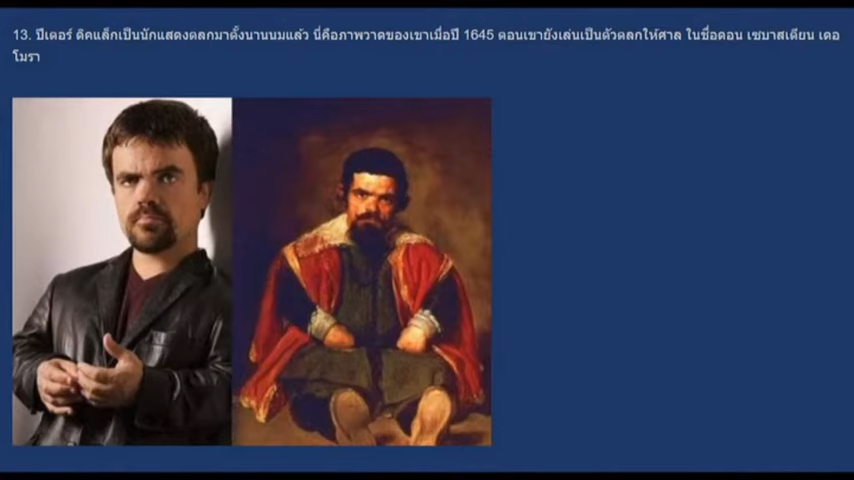 13. ปีเตอร์ ดิคแล็กเป็นนักแสดงตลกมาตั้งนานนมแล้ว นี่คือภาพวาดของเขาเมื่อปี 1645 ตอนเขายังเล่นเป็นตัวตลกให้ศาล ในชื่อดอน เซบาสเตียน เดอ
โมรา